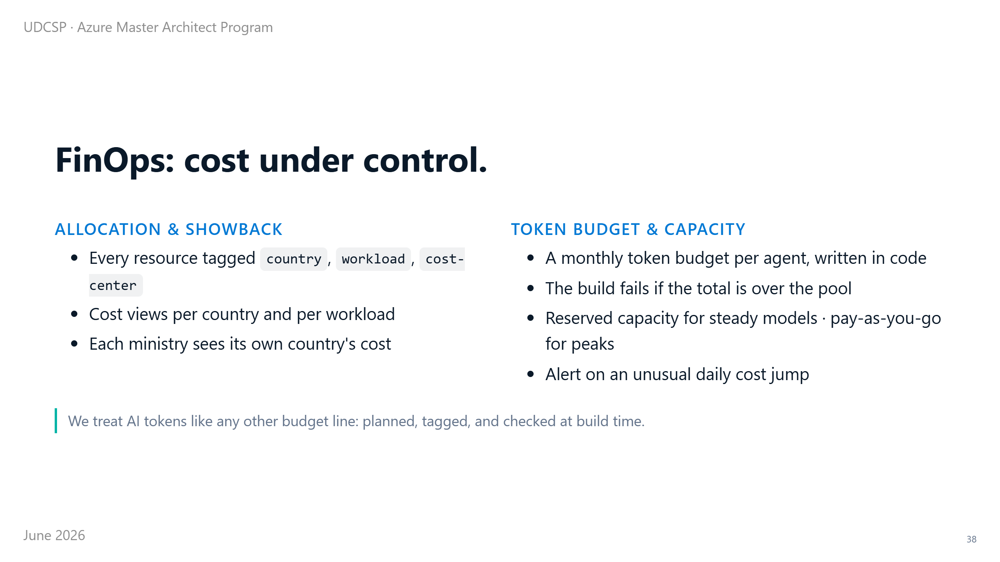 UDCSP · Azure Master Architect Program
FinOps: cost under control.
ALLOCATION & SHOWBACK
• Every resource tagged country, workload, cost-
center
• Cost views per country and per workload
• Each ministry sees its own country's cost
TOKEN BUDGET & CAPACITY
• A monthly token budget per agent, written in code
• The build fails if the total is over the pool
• Reserved capacity for steady models · pay-as-you-go
for peaks
• Alert on an unusual daily cost jump
We treat AI tokens like any other budget line: planned, tagged, and checked at build time.
June 2026
38